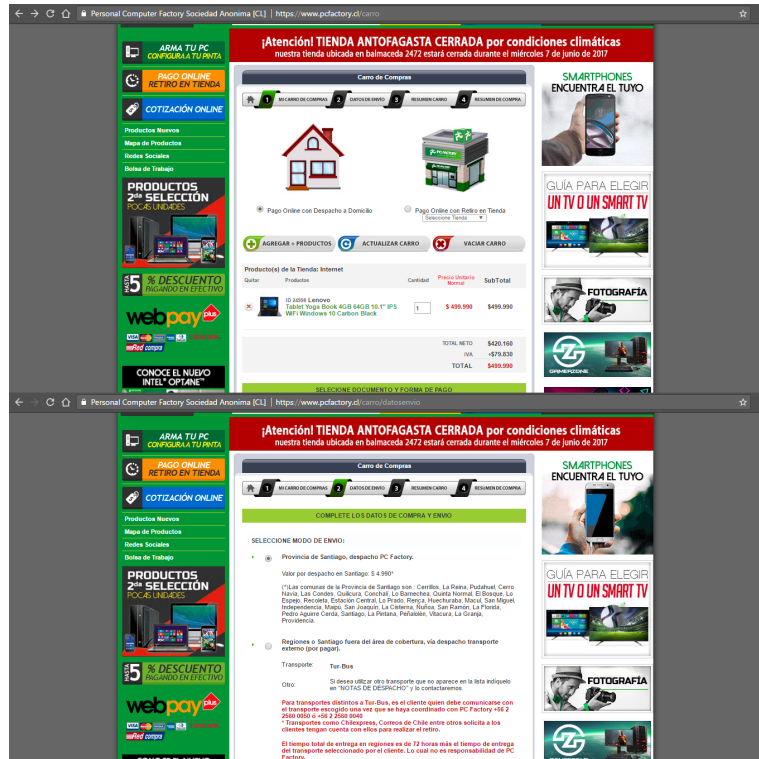 Personal Computer Factory Sociedad Anonima [CL] | https://www.pcfactory.cl/carro
ARMA TU PC
CONFIGURA A TU PINTA
PAGO ONLINE
RETIRO EN TIENDA
COTIZACIÓN ONLINE
Productos Nuevos
Mapa de Productos
Redes Sociales
Bolsa de Trabajo
PRODUCTOS
2da SELECCIÓN
POCAS UNIDADES
HASTA 5 % DESCUENTO
PAGANDO EN EFECTIVO
webpay plus
VISA
RedCompra
CONOCE EL NUEVO
INTEL® OPTANE™
¡Atención! TIENDA ANTOFAGASTA CERRADA por condiciones climáticas
nuestra tienda ubicada en balmaceda 2472 estará cerrada durante el miércoles 7 de junio de 2017
Carro de Compras
1 MI CARRO DE COMPRAS 2 DATOS DE ENVÍO 3 RESUMEN CARRO 4 RESUMEN DE COMPRA
PC FACTORY
Pago Online con Despacho a Domicilio
Pago Online con Retiro en Tienda
Seleccione Tienda
AGREGAR + PRODUCTOS
ACTUALIZAR CARRO
VACIAR CARRO
Producto(s) de la Tienda: Internet
Quitar Productos Cantidad Precio Unitario Normal SubTotal
ID 24098 Lenovo
Tablet Yoga Book 4GB 64GB 10.1" IPS
WiFi Windows 10 Carbon Black
1 $ 499.990 $499.990
TOTAL NETO $420.160
IVA +$79.830
TOTAL $499.990
SELECIONE DOCUMENTO Y FORMA DE PAGO
SMARTPHONES
ENCUENTRA EL TUYO
GUÍA PARA ELEGIR
UN TV O UN SMART TV
FOTOGRAFÍA
GAMERZONE
Personal Computer Factory Sociedad Anonima [CL] | https://www.pcfactory.cl/carro/datosenvio
ARMA TU PC
CONFIGURA A TU PINTA
PAGO ONLINE
RETIRO EN TIENDA
COTIZACIÓN ONLINE
Productos Nuevos
Mapa de Productos
Redes Sociales
Bolsa de Trabajo
PRODUCTOS
2da SELECCIÓN
POCAS UNIDADES
HASTA 5 % DESCUENTO
PAGANDO EN EFECTIVO
webpay plus
VISA
RedCompra
¡Atención! TIENDA ANTOFAGASTA CERRADA por condiciones climáticas
nuestra tienda ubicada en balmaceda 2472 estará cerrada durante el miércoles 7 de junio de 2017
Carro de Compras
1 MI CARRO DE COMPRAS 2 DATOS DE ENVÍO 3 RESUMEN CARRO 4 RESUMEN DE COMPRA
COMPLETE LOS DATOS DE COMPRA Y ENVIO
SELECCIONE MODO DE ENVIO:
Provincia de Santiago, despacho PC Factory.
Valor por despacho en Santiago: $ 4.990*
(*)Las comunas de la Provincia de Santiago son : Cerrillos, La Reina, Pudahuel, Cerro
Navia, Las Condes, Quilicura, Conchalí, Lo Barnechea, Quinta Normal, El Bosque, Lo
Espejo, Recoleta, Estación Central, Lo Prado, Renca, Huechuraba, Macul, San Miguel,
Independencia, Maipú, San Joaquín, La Cisterna, Ñuñoa, San Ramón, La Florida,
Pedro Aguirre Cerda, Santiago, La Pintana, Peñalolén, Vitacura, La Granja,
Providencia.
Regiones o Santiago fuera del área de cobertura, vía despacho transporte
externo (por pagar).
Transporte: Tur-Bus
Otro: Si desea utilizar otro transporte que no aparece en la lista indíquelo
en "NOTAS DE DESPACHO" y lo contactaremos.
Para transportes distintos a Tur-Bus, es el cliente quien debe comunicarse con
el transporte escogido una vez que se haya coordinado con PC Factory +56 2
2560 0050 ó +56 2 2560 0040
* Transportes como Chilexpress, Correos de Chile entre otros solicita a los
clientes tengan cuenta con ellos para realizar el retiro.
El tiempo total de entrega en regiones es de 72 horas más el tiempo de entrega
del transporte seleccionado por el cliente. Lo cual no es responsabilidad de PC
Factory.
SMARTPHONES
ENCUENTRA EL TUYO
GUÍA PARA ELEGIR
UN TV O UN SMART TV
FOTOGRAFÍA